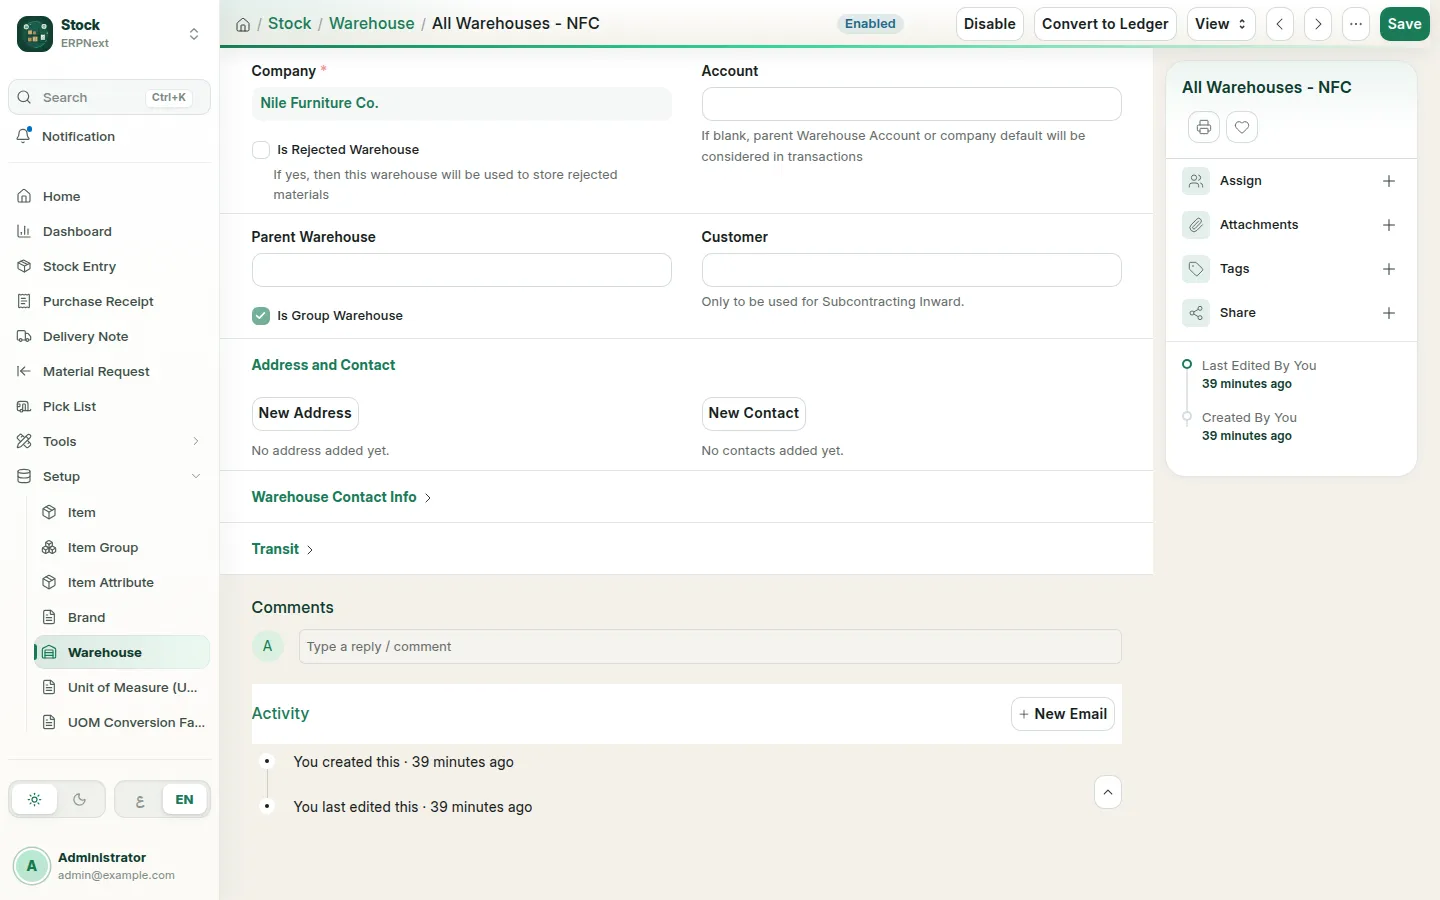 Stock
ERPNext
Search Ctrl+K
Notification
Home
Dashboard
Stock Entry
Purchase Receipt
Delivery Note
Material Request
Pick List
Tools
Setup
Item
Item Group
Item Attribute
Brand
Warehouse
Unit of Measure (U...
UOM Conversion Fa...
ع EN
A
Administrator
admin@example.com
/ Stock / Warehouse / All Warehouses - NFC
Enabled
Disable
Convert to Ledger
View
Save
Company *
Nile Furniture Co.
Is Rejected Warehouse
If yes, then this warehouse will be used to store rejected
materials
Account
If blank, parent Warehouse Account or company default will be
considered in transactions
Parent Warehouse
Is Group Warehouse
Customer
Only to be used for Subcontracting Inward.
Address and Contact
New Address
No address added yet.
New Contact
No contacts added yet.
Warehouse Contact Info
Transit
Comments
A
Type a reply / comment
Activity
New Email
You created this · 39 minutes ago
You last edited this · 39 minutes ago
All Warehouses - NFC
Assign
Attachments
Tags
Share
Last Edited By You
39 minutes ago
Created By You
39 minutes ago